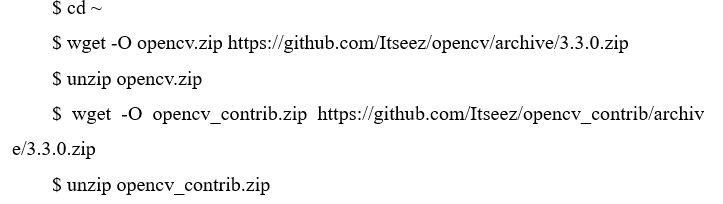 $ cd ~
$ wget -O opencv.zip https://github.com/Itseez/opencv/archive/3.3.0.zip
$ unzip opencv.zip
$ wget -O opencv_contrib.zip https://github.com/Itseez/opencv_contrib/archiv
e/3.3.0.zip
$ unzip opencv_contrib.zip